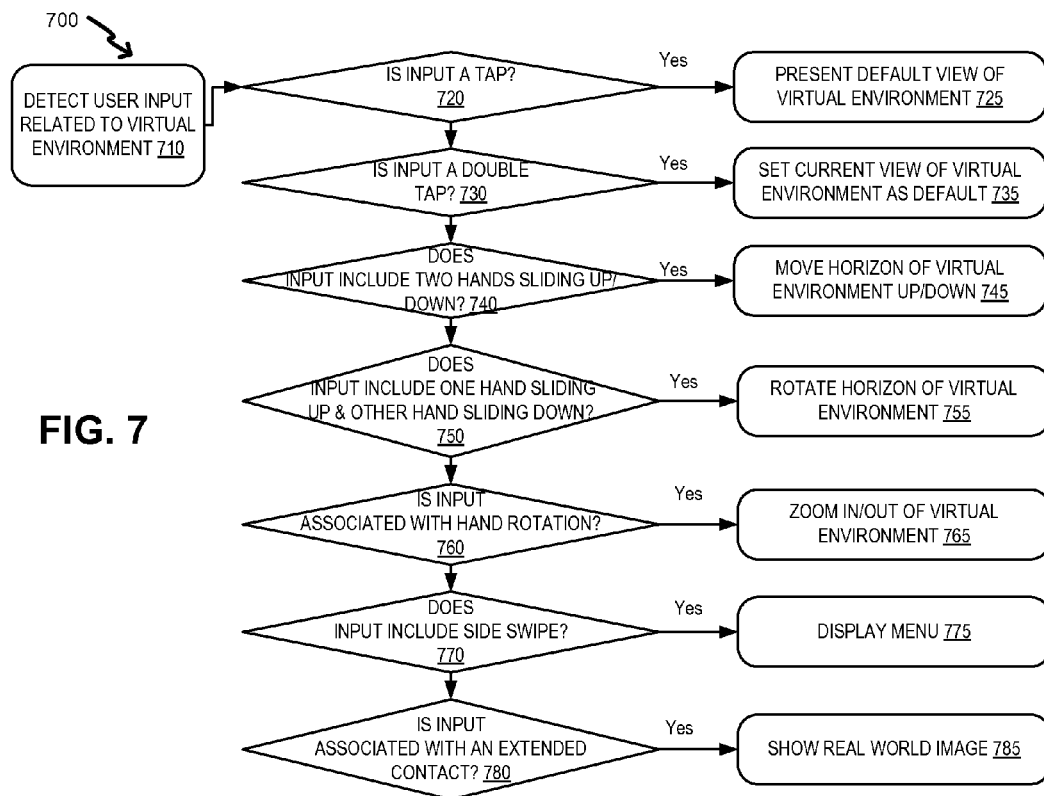 700
DETECT USER INPUT
RELATED TO VIRTUAL
ENVIRONMENT 710
IS INPUT A TAP?
720
Yes
PRESENT DEFAULT VIEW OF
VIRTUAL ENVIRONMENT 725
IS INPUT A DOUBLE
TAP? 730
Yes
SET CURRENT VIEW OF VIRTUAL
ENVIRONMENT AS DEFAULT 735
DOES
INPUT INCLUDE TWO HANDS SLIDING UP/
DOWN? 740
Yes
MOVE HORIZON OF VIRTUAL
ENVIRONMENT UP/DOWN 745
DOES
INPUT INCLUDE ONE HAND SLIDING
UP & OTHER HAND SLIDING DOWN?
750
Yes
ROTATE HORIZON OF VIRTUAL
ENVIRONMENT 755
FIG. 7
IS INPUT
ASSOCIATED WITH HAND ROTATION?
760
Yes
ZOOM IN/OUT OF VIRTUAL
ENVIRONMENT 765
DOES
INPUT INCLUDE SIDE SWIPE?
770
Yes
DISPLAY MENU 775
IS INPUT
ASSOCIATED WITH AN EXTENDED
CONTACT? 780
Yes
SHOW REAL WORLD IMAGE 785